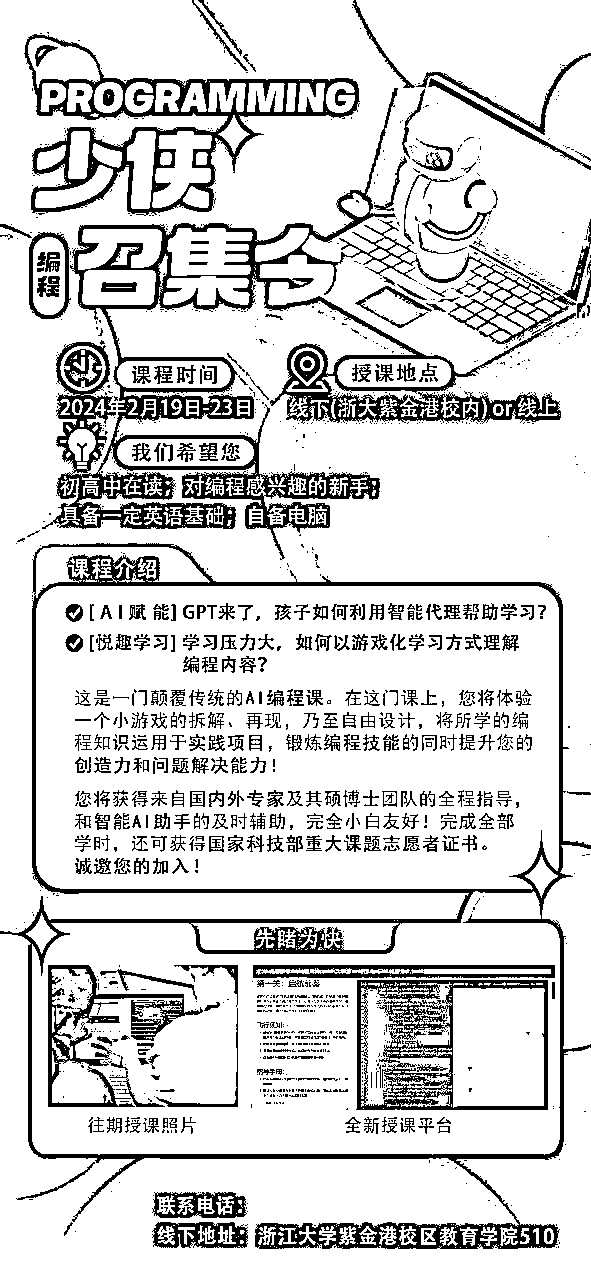 PROGRAMMING
少侠
编程
召集令
课程时间
2024年2月19日-23日
授课地点
线下(浙大紫金港校内) or 线上
我们希望您
初高中在读；对编程感兴趣的新手；
具备一定英语基础；自备电脑
课程介绍
[ A I 赋 能] GPT来了，孩子如何利用智能代理帮助学习？
[悦趣学习] 学习压力大，如何以游戏化学习方式理解
编程内容？
这是一门颠覆传统的AI编程课。在这门课上，您将体验
一个小游戏的拆解、再现，乃至自由设计，将所学的编
程知识运用于实践项目，锻炼编程技能的同时提升您的
创造力和问题解决能力！
您将获得来自国内外专家及其硕博士团队的全程指导，
和智能AI助手的及时辅助，完全小白友好！完成全部
学时，还可获得国家科技部重大课题志愿者证书。
诚邀您的加入！
先睹为快
往期授课照片
全新授课平台
联系电话：
线下地址：浙江大学紫金港校区教育学院510